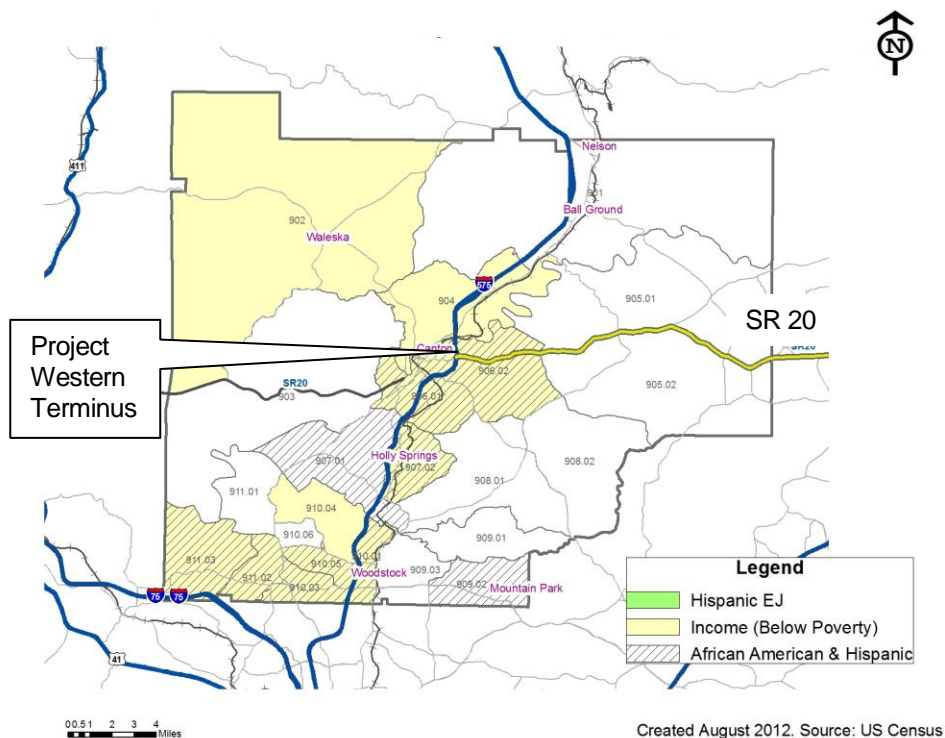 N
411
Nelson
901
Ball Ground
902
Waleska
575
904
905.01
SR 20
Project
Western
Terminus
Canton
906.02
SR20
SR20
903
905.02
906.01
Holly Springs
907.01
907.02
908.02
908.01
911.01
910.04
910.06
909.01
910.01
911.03
910.05
Woodstock
909.03
911.02
910.03
909.02
Mountain Park
75
75
41
Legend
Hispanic EJ
Income (Below Poverty)
African American & Hispanic
0 0.5 1 2 3 4
Miles
Created August 2012. Source: US Census